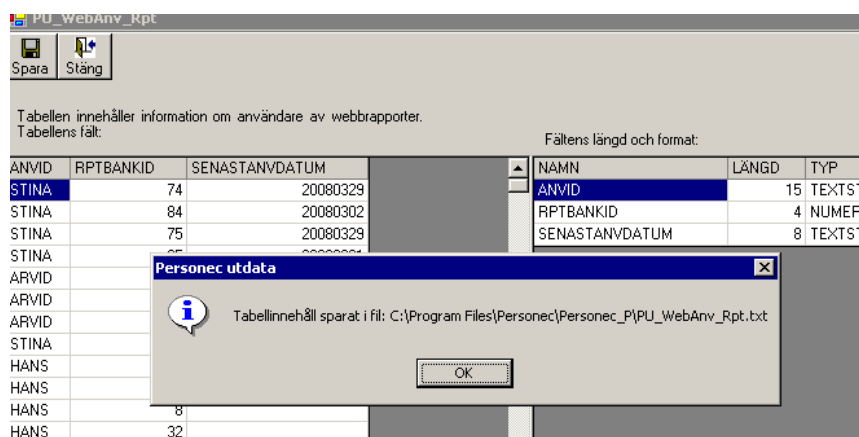 PU_WebAnv_Rpt
Spara Stäng
Tabellen innehåller information om användare av webbrapporter.
Tabellens fält:
Fältens längd och format:
ANVID RPTBANKID SENASTANVDATUM
NAMN LÄNGD TYP
STINA 74 20080329
ANVID 15 TEXTST
STINA 84 20080302
RPTBANKID 4 NUMER
STINA 75 20080329
SENASTANVDATUM 8 TEXTST
STINA
Personec utdata
ARVID
ARVID
Tabellinnehåll sparat i fil: C:\Program Files\Personec\Personec_P\PU_WebAnv_Rpt.txt
ARVID
STINA
HANS
OK
HANS
HANS 8
HANS 32